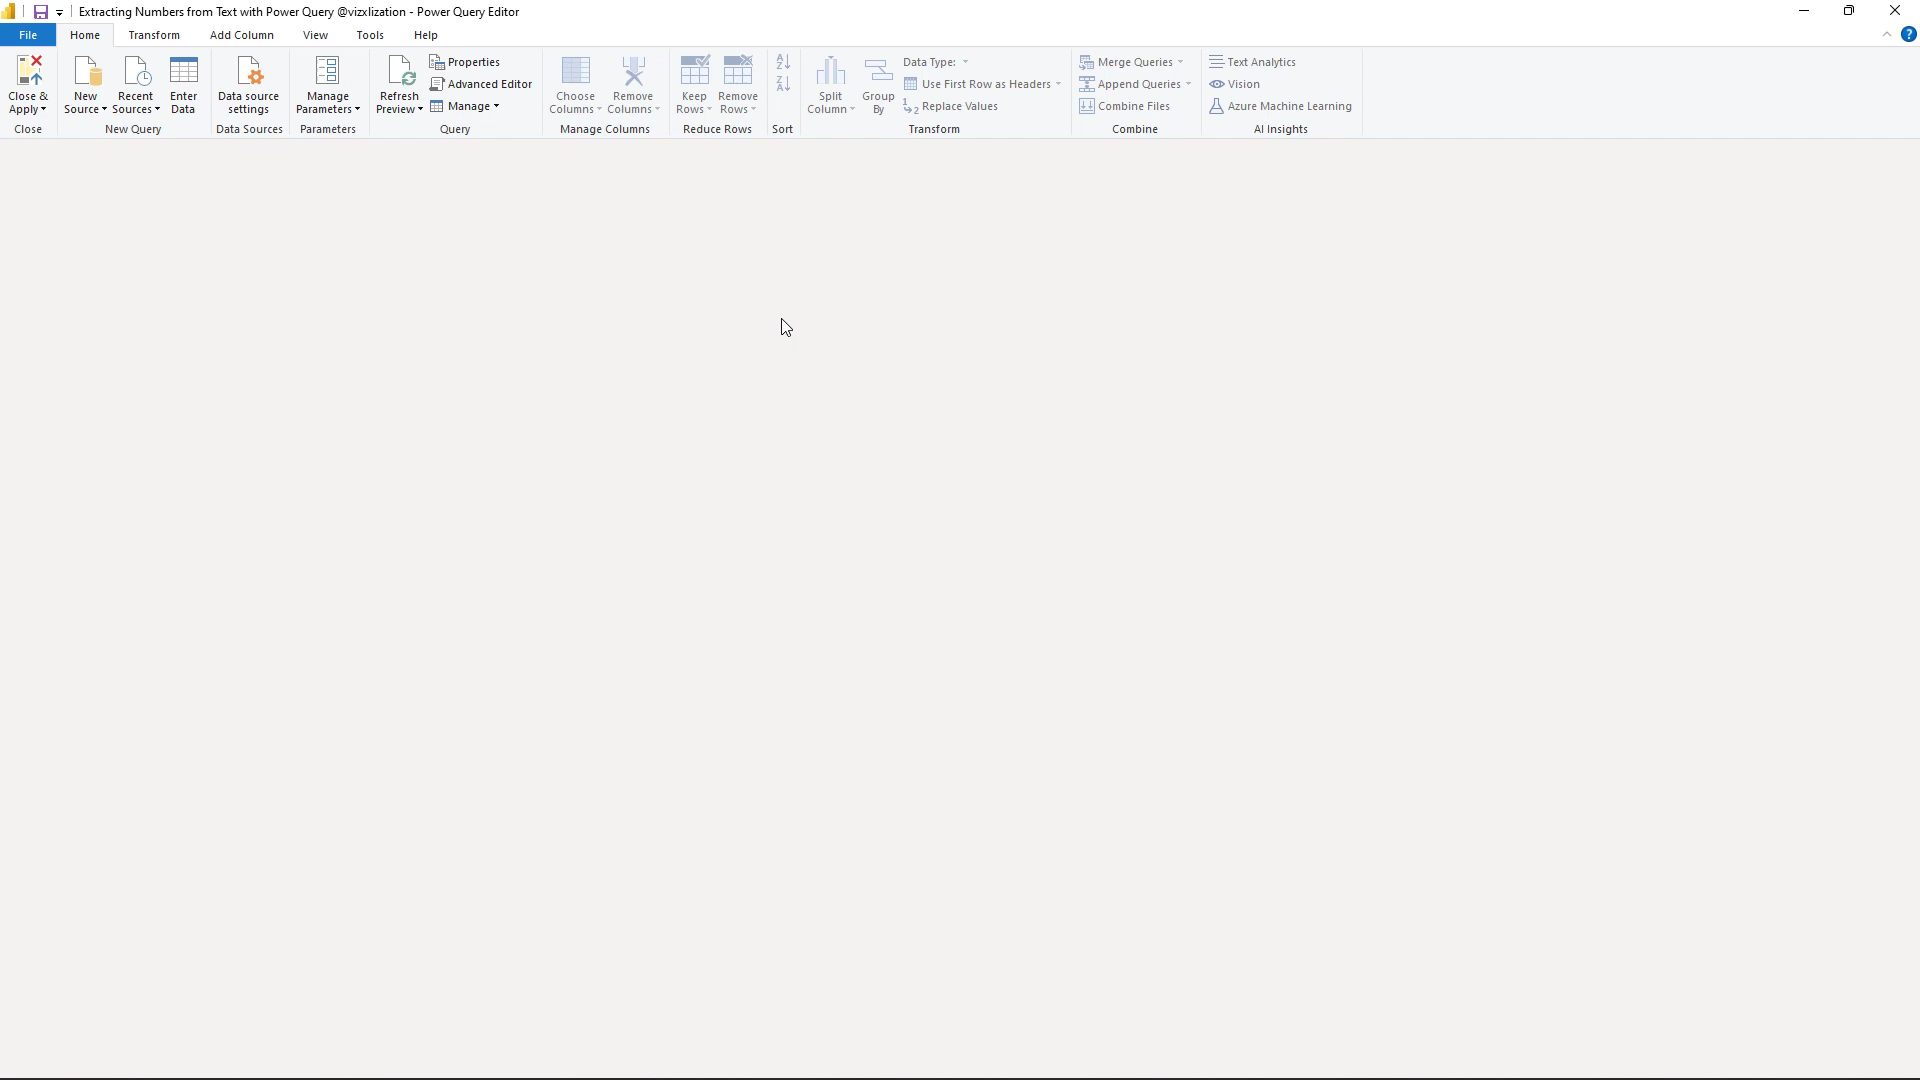 Extracting Numbers from Text with Power Query @vizxlization - Power Query Editor
File Home Transform Add Column View Tools Help
?
Close &
Apply
Close
New
Source
Recent
Sources
Enter
Data
New Query
Data source
settings
Data Sources
Manage
Parameters
Parameters
Refresh
Preview
Properties
Advanced Editor
Manage
Query
Choose
Columns
Remove
Columns
Manage Columns
Keep
Rows
Remove
Rows
Reduce Rows
A
Z
Z
A
Sort
Split
Column
Group
By
Data Type:
Use First Row as Headers
1
2
Replace Values
Transform
Merge Queries
Append Queries
Combine Files
Combine
Text Analytics
Vision
Azure Machine Learning
AI Insights